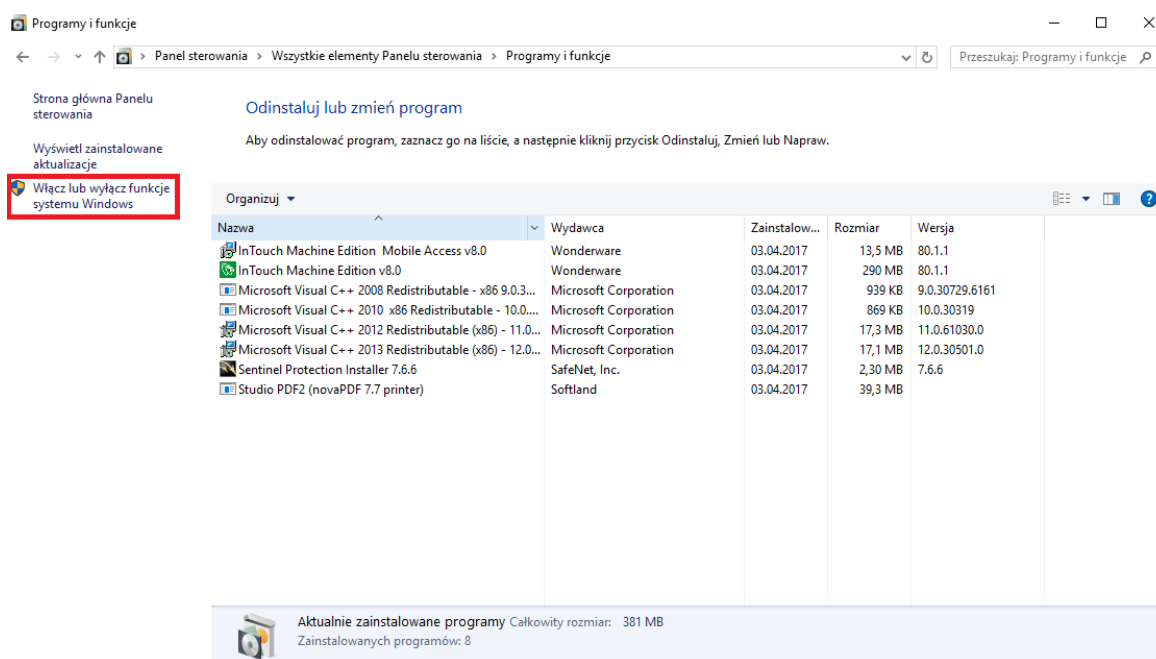 Programy i funkcje
Panel sterowania > Wszystkie elementy Panelu sterowania > Programy i funkcje
Przeszukaj: Programy i funkcje
Strona główna Panelu
sterowania
Wyświetl zainstalowane
aktualizacje
Włącz lub wyłącz funkcje
systemu Windows
Odinstaluj lub zmień program
Aby odinstalować program, zaznacz go na liście, a następnie kliknij przycisk Odinstaluj, Zmień lub Napraw.
Organizuj
Nazwa Wydawca Zainstalow... Rozmiar Wersja
InTouch Machine Edition Mobile Access v8.0 Wonderware 03.04.2017 13,5 MB 80.1.1
InTouch Machine Edition v8.0 Wonderware 03.04.2017 290 MB 80.1.1
Microsoft Visual C++ 2008 Redistributable - x86 9.0.3... Microsoft Corporation 03.04.2017 939 KB 9.0.30729.6161
Microsoft Visual C++ 2010 x86 Redistributable - 10.0.... Microsoft Corporation 03.04.2017 869 KB 10.0.30319
Microsoft Visual C++ 2012 Redistributable (x86) - 11.0... Microsoft Corporation 03.04.2017 17,3 MB 11.0.61030.0
Microsoft Visual C++ 2013 Redistributable (x86) - 12.0... Microsoft Corporation 03.04.2017 17,1 MB 12.0.30501.0
Sentinel Protection Installer 7.6.6 SafeNet, Inc. 03.04.2017 2,30 MB 7.6.6
Studio PDF2 (novaPDF 7.7 printer) Softland 03.04.2017 39,3 MB
Aktualnie zainstalowane programy Całkowity rozmiar: 381 MB
Zainstalowanych programów: 8